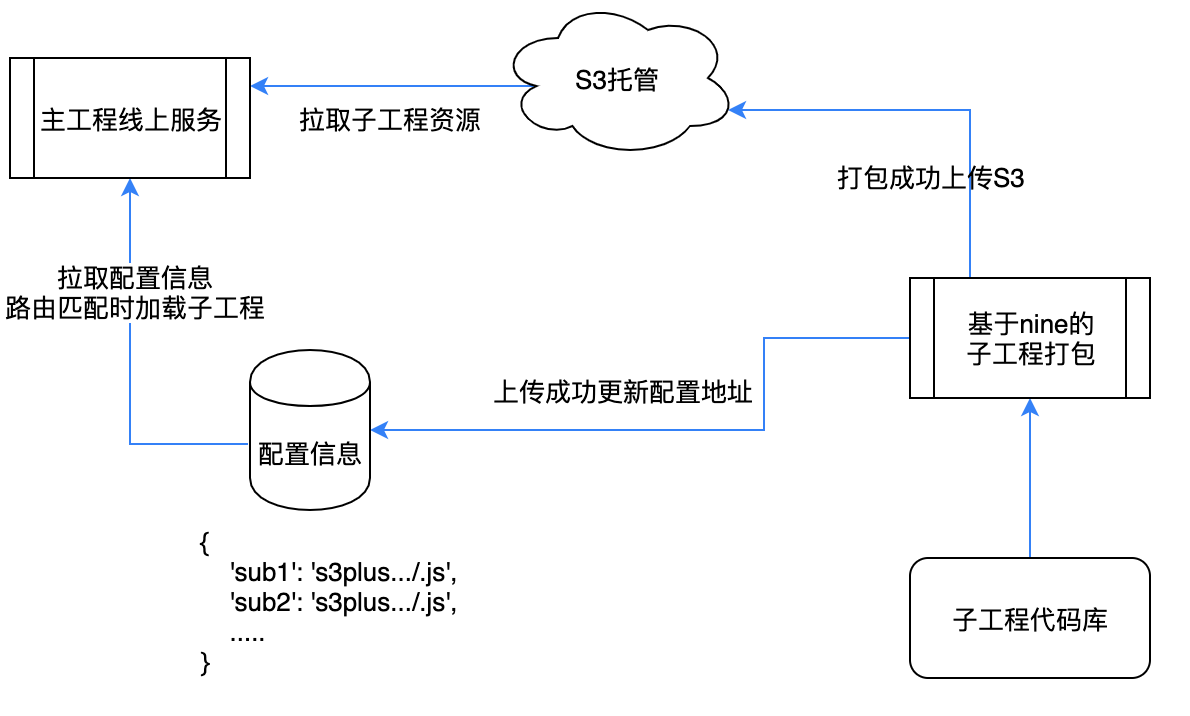 S3托管
主工程线上服务
拉取子工程资源
打包成功上传S3
拉取配置信息
路由匹配时加载子工程
基于nine的
子工程打包
上传成功更新配置地址
配置信息
{
'sub1': 's3plus.../.js',
'sub2': 's3plus.../.js',
.....
}
子工程代码库